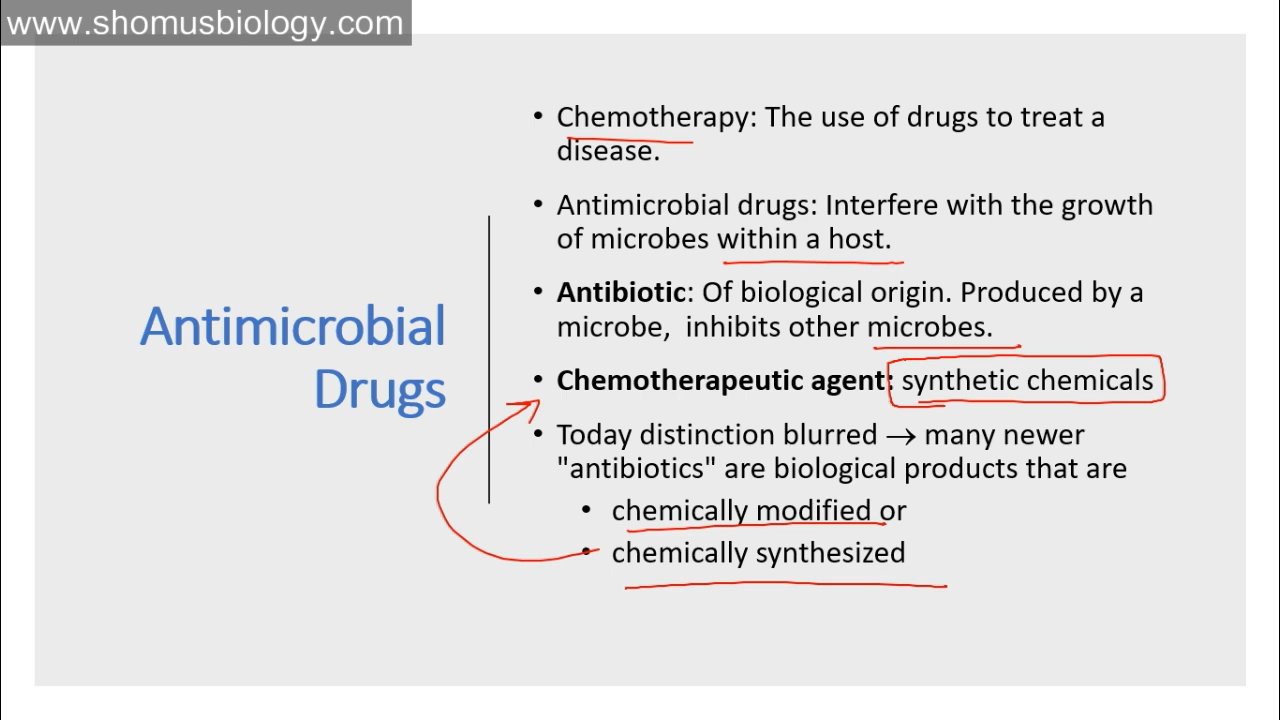 www.shomusbiology.com
Antimicrobial
Drugs
• Chemotherapy: The use of drugs to treat a
disease.
• Antimicrobial drugs: Interfere with the growth
of microbes within a host.
• Antibiotic: Of biological origin. Produced by a
microbe, inhibits other microbes.
• Chemotherapeutic agent: synthetic chemicals
• Today distinction blurred → many newer
"antibiotics" are biological products that are
• chemically modified or
• chemically synthesized